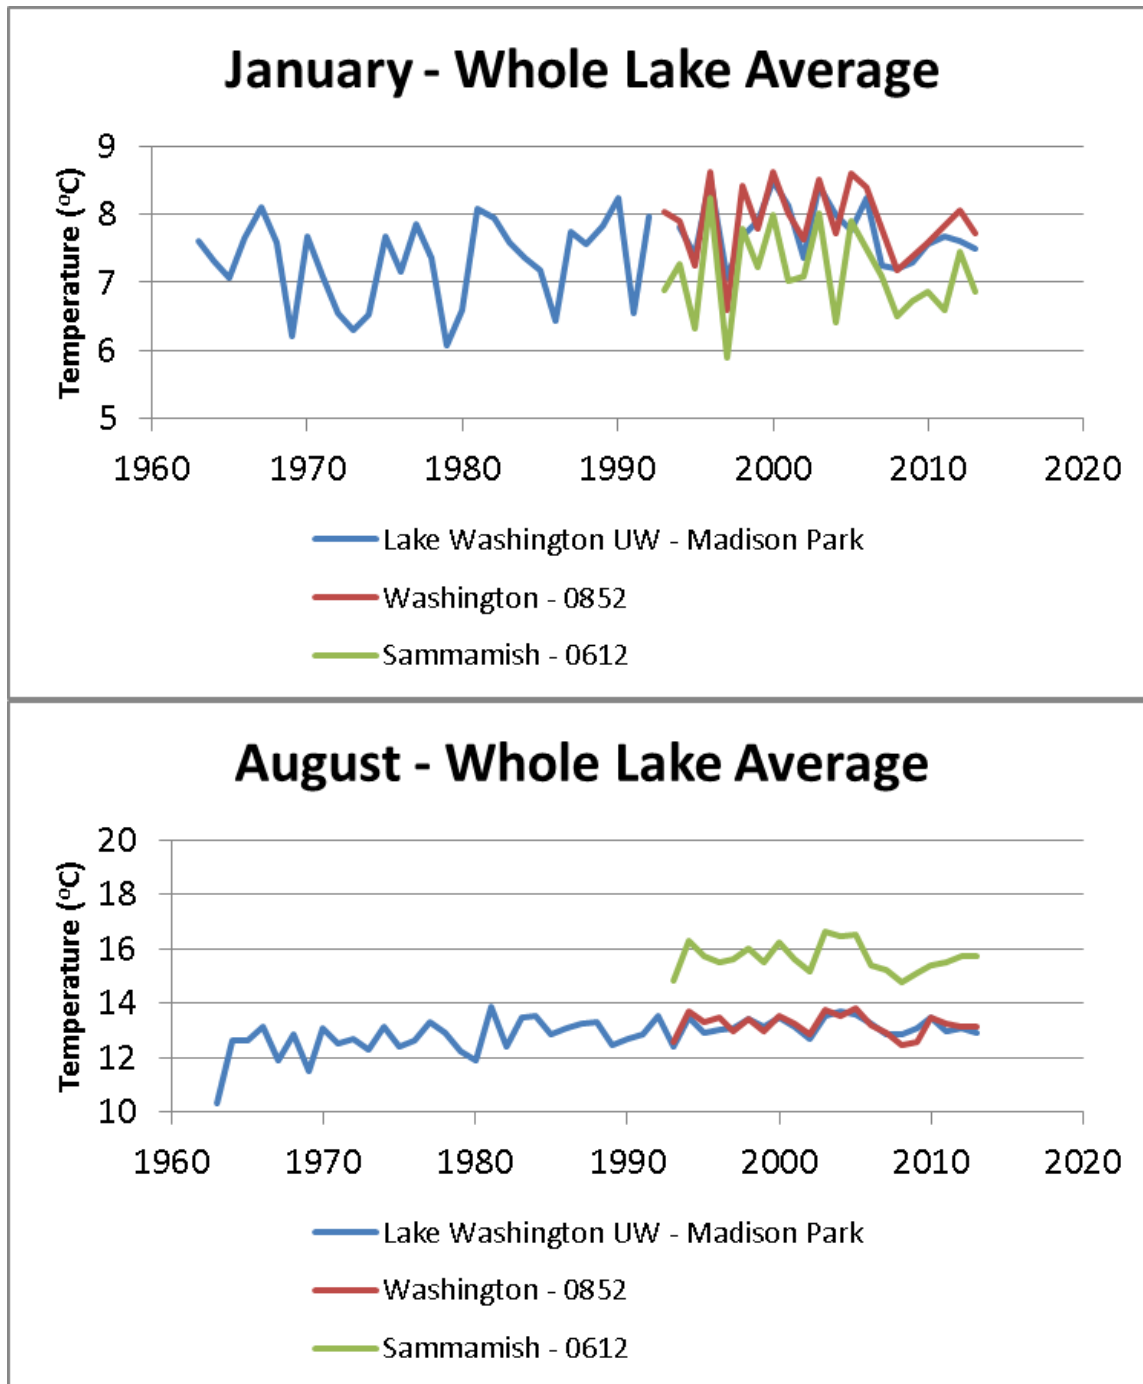 January - Whole Lake Average
Temperature (ºC)
9
8
7
6
5
1960 1970 1980 1990 2000 2010 2020
Lake Washington UW - Madison Park
Washington - 0852
Sammamish - 0612
August - Whole Lake Average
Temperature (ºC)
20
18
16
14
12
10
1960 1970 1980 1990 2000 2010 2020
Lake Washington UW - Madison Park
Washington - 0852
Sammamish - 0612